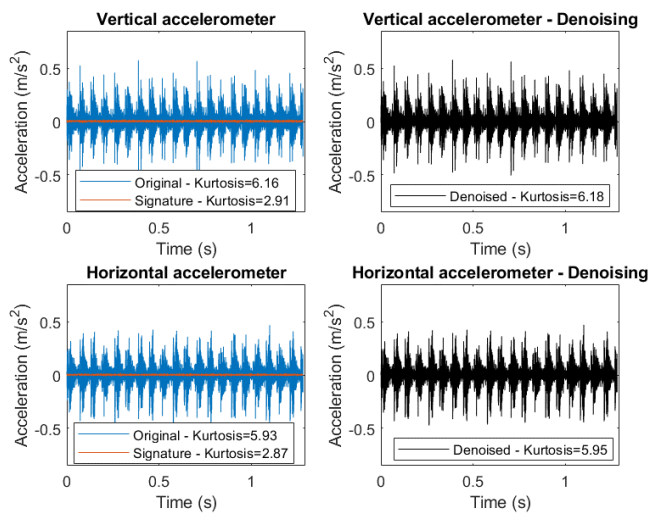 Vertical accelerometer
0.5
0
-0.5
Acceleration (m/s²)
Original - Kurtosis=6.16
Signature - Kurtosis=2.91
0
0.5
1
Time (s)
Vertical accelerometer - Denoising
0.5
0
-0.5
Acceleration (m/s²)
Denoised - Kurtosis=6.18
0
0.5
1
Time (s)
Horizontal accelerometer
0.5
0
-0.5
Acceleration (m/s²)
Original - Kurtosis=5.93
Signature - Kurtosis=2.87
0
0.5
1
Time (s)
Horizontal accelerometer - Denoising
0.5
0
-0.5
Acceleration (m/s²)
Denoised - Kurtosis=5.95
0
0.5
1
Time (s)